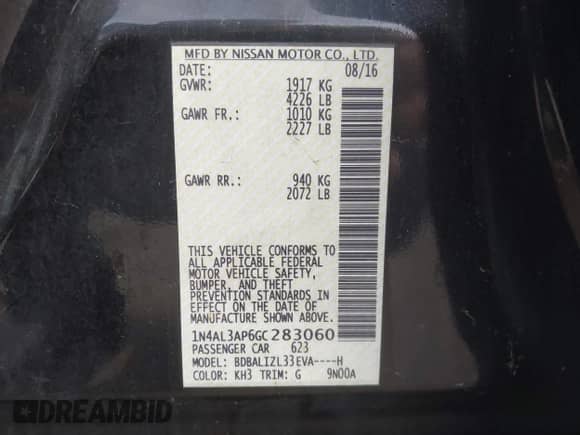 MFD BY NISSAN MOTOR CO., LTD.
DATE: 08/16
GVWR: 1917 KG
4226 LB
GAWR FR.: 1010 KG
2227 LB
GAWR RR.: 940 KG
2072 LB
THIS VEHICLE CONFORMS TO
ALL APPLICABLE FEDERAL
MOTOR VEHICLE SAFETY,
BUMPER, AND THEFT
PREVENTION STANDARDS IN
EFFECT ON THE DATE OF
MANUFACTURE SHOWN ABOVE.
1N4AL3AP6GC283060
PASSENGER CAR 623
MODEL: BDBALIZL33EVA----H
COLOR: KH3 TRIM: G 9N00A
DREAMBID